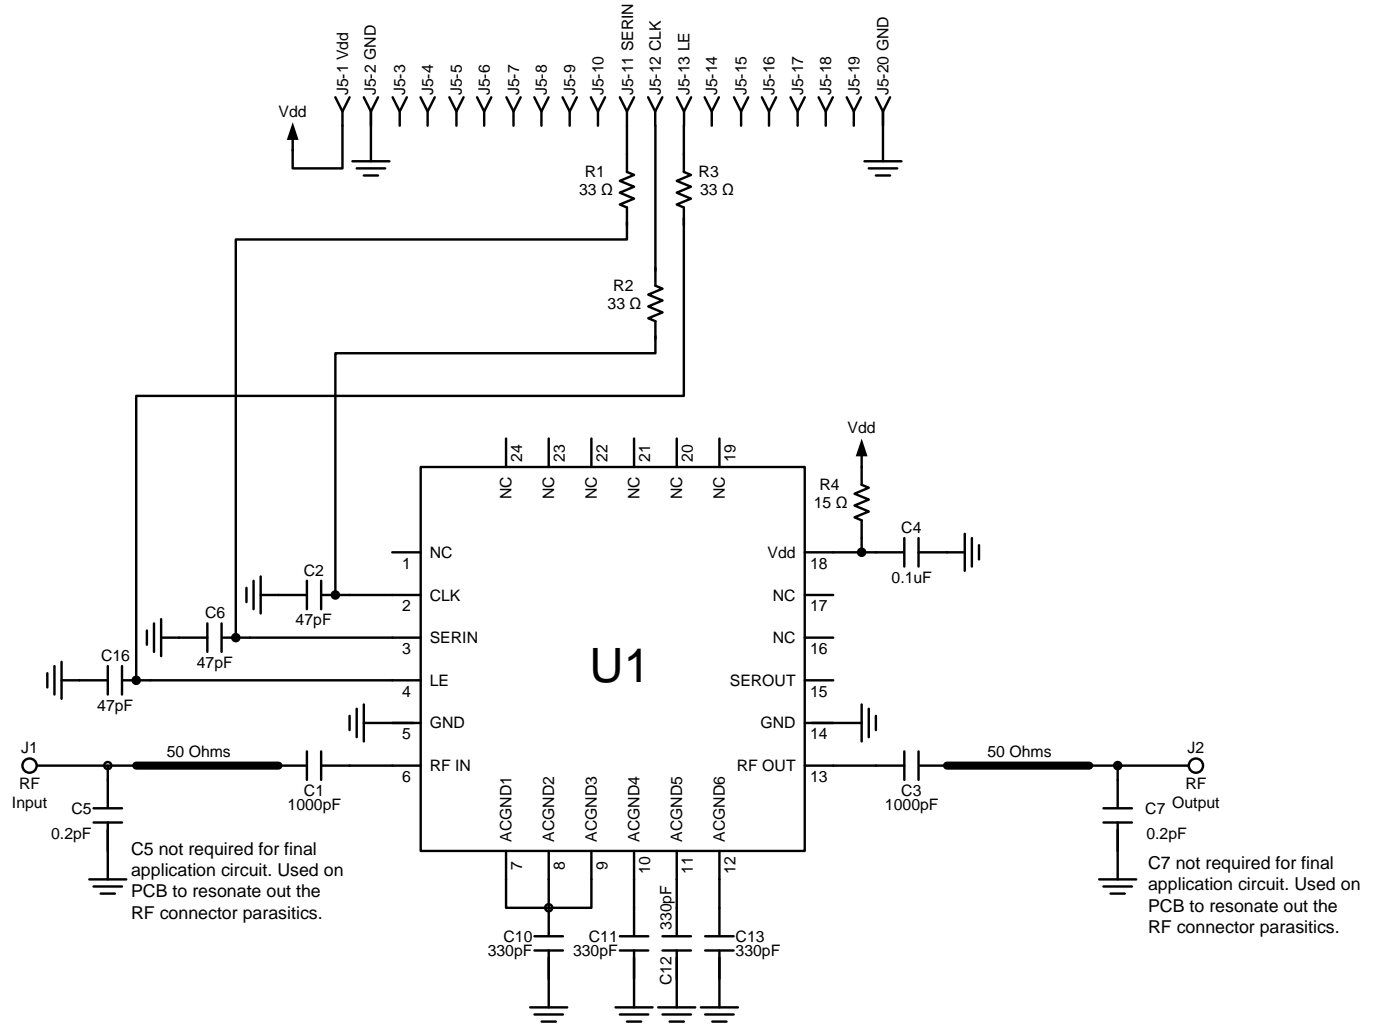 J5-1 Vdd
J5-2 GND
J5-3
J5-4
J5-5
J5-6
J5-7
J5-8
J5-9
J5-10
J5-11 SERIN
J5-12 CLK
J5-13 LE
J5-14
J5-15
J5-16
J5-17
J5-18
J5-19
J5-20 GND
Vdd
R1
33 Ω
R3
33 Ω
R2
33 Ω
Vdd
R4
15 Ω
C4
0.1uF
24
23
22
21
20
19
NC
NC
NC
NC
NC
NC
1
NC
C2
47pF
2
CLK
C6
47pF
3
SERIN
C16
47pF
4
LE
5
GND
6
RF IN
U1
Vdd
18
NC
17
NC
16
SEROUT
15
GND
14
RF OUT
13
J1
RF
Input
50 Ohms
C1
1000pF
C5
0.2pF
C5 not required for final
application circuit. Used on
PCB to resonate out the
RF connector parasitics.
ACGND1
ACGND2
ACGND3
ACGND4
ACGND5
ACGND6
7
8
9
10
11
12
C10
330pF
C11
330pF
330pF
C12
C13
330pF
C3
1000pF
50 Ohms
J2
RF
Output
C7
0.2pF
C7 not required for final
application circuit. Used on
PCB to resonate out the
RF connector parasitics.